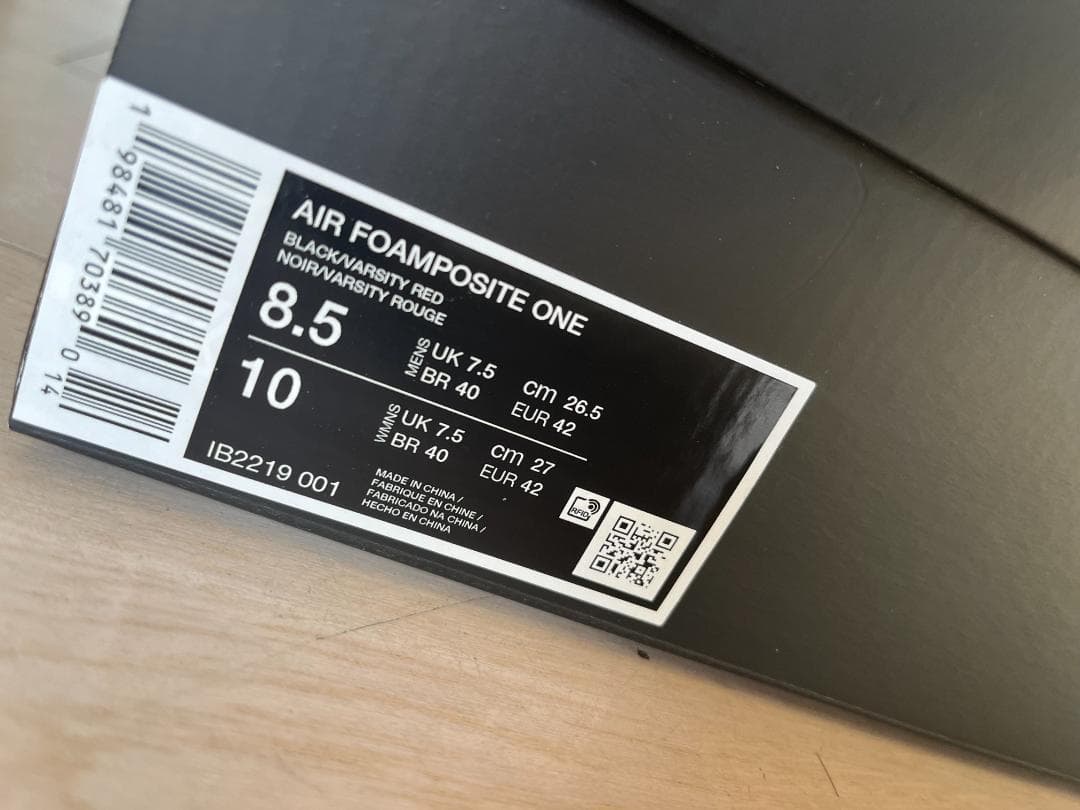 AIR FOAMPOSITE ONE
BLACK/VARSITY RED
NOIR/VARSITY ROUGE
8.5
MENS
UK 7.5
cm 26.5
BR 40
EUR 42
10
WMNS
UK 7.5
cm 27
BR 40
EUR 42
IB2219 001
MADE IN CHINA /
FABRIQUE EN CHINE /
FABRICADO NA CHINA /
HECHO EN CHINA
RFID
1 98481 70389 0 14